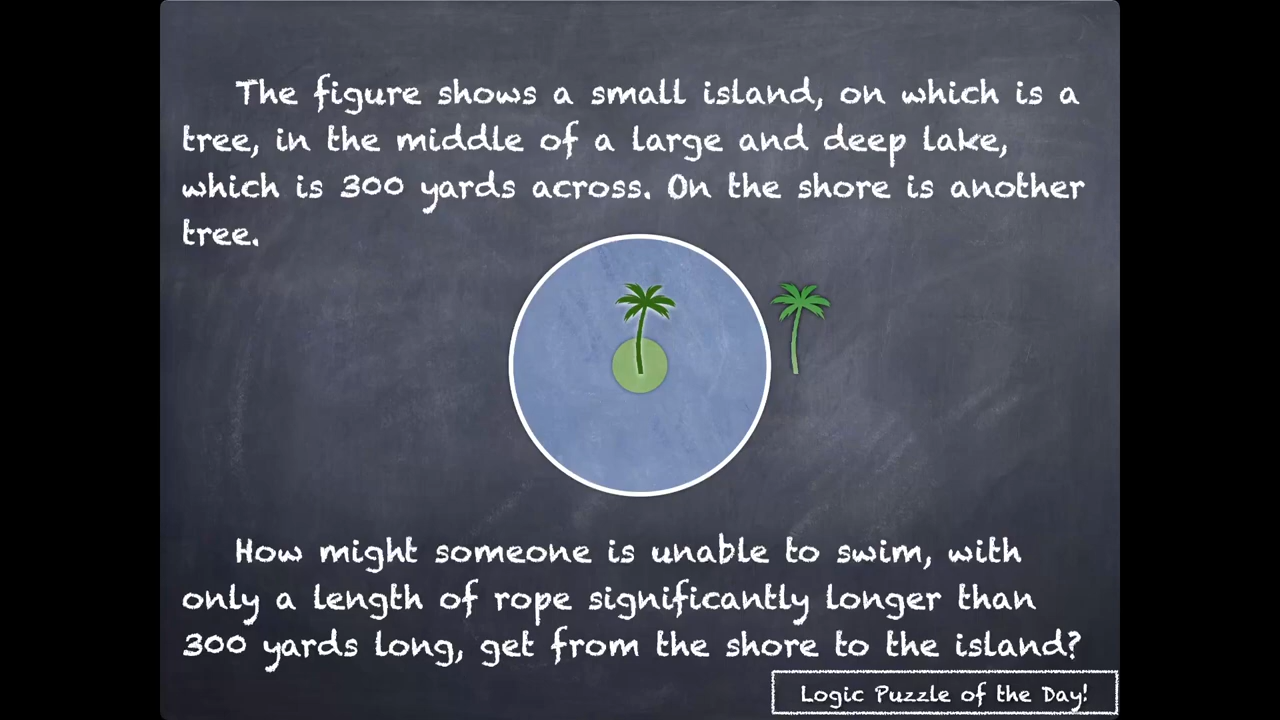 The figure shows a small island, on which is a
tree, in the middle of a large and deep lake,
which is 300 yards across. On the shore is another
tree.
How might someone is unable to swim, with
only a length of rope significantly longer than
300 yards long, get from the shore to the island?
Logic Puzzle of the Day!